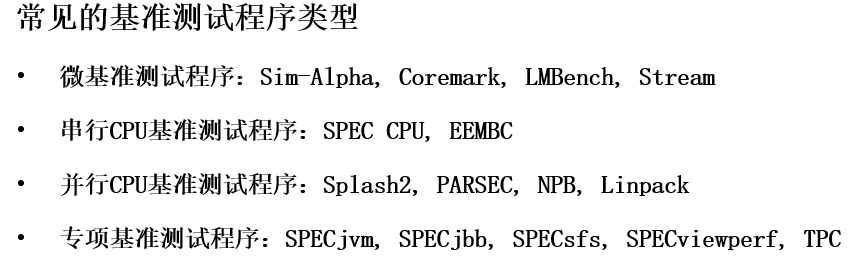 常见的基准测试程序类型
• 微基准测试程序：Sim-Alpha, Coremark, LMBench, Stream
• 串行CPU基准测试程序：SPEC CPU, EEMBC
• 并行CPU基准测试程序：Splash2, PARSEC, NPB, Linpack
• 专项基准测试程序：SPECjvm, SPECjbb, SPECsfs, SPECviewperf, TPC